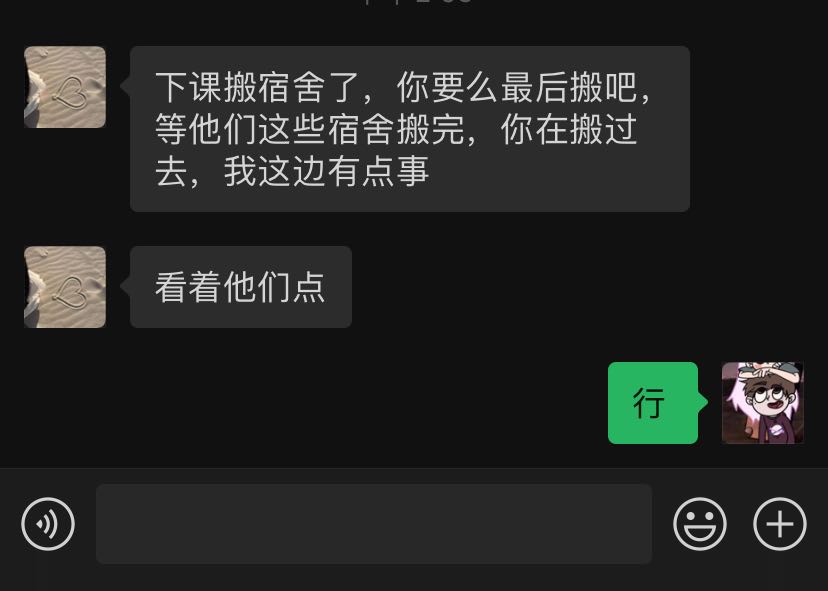 下课搬宿舍了，你要么最后搬吧，
等他们这些宿舍搬完，你在搬过
去，我这边有点事
看着他们点
行